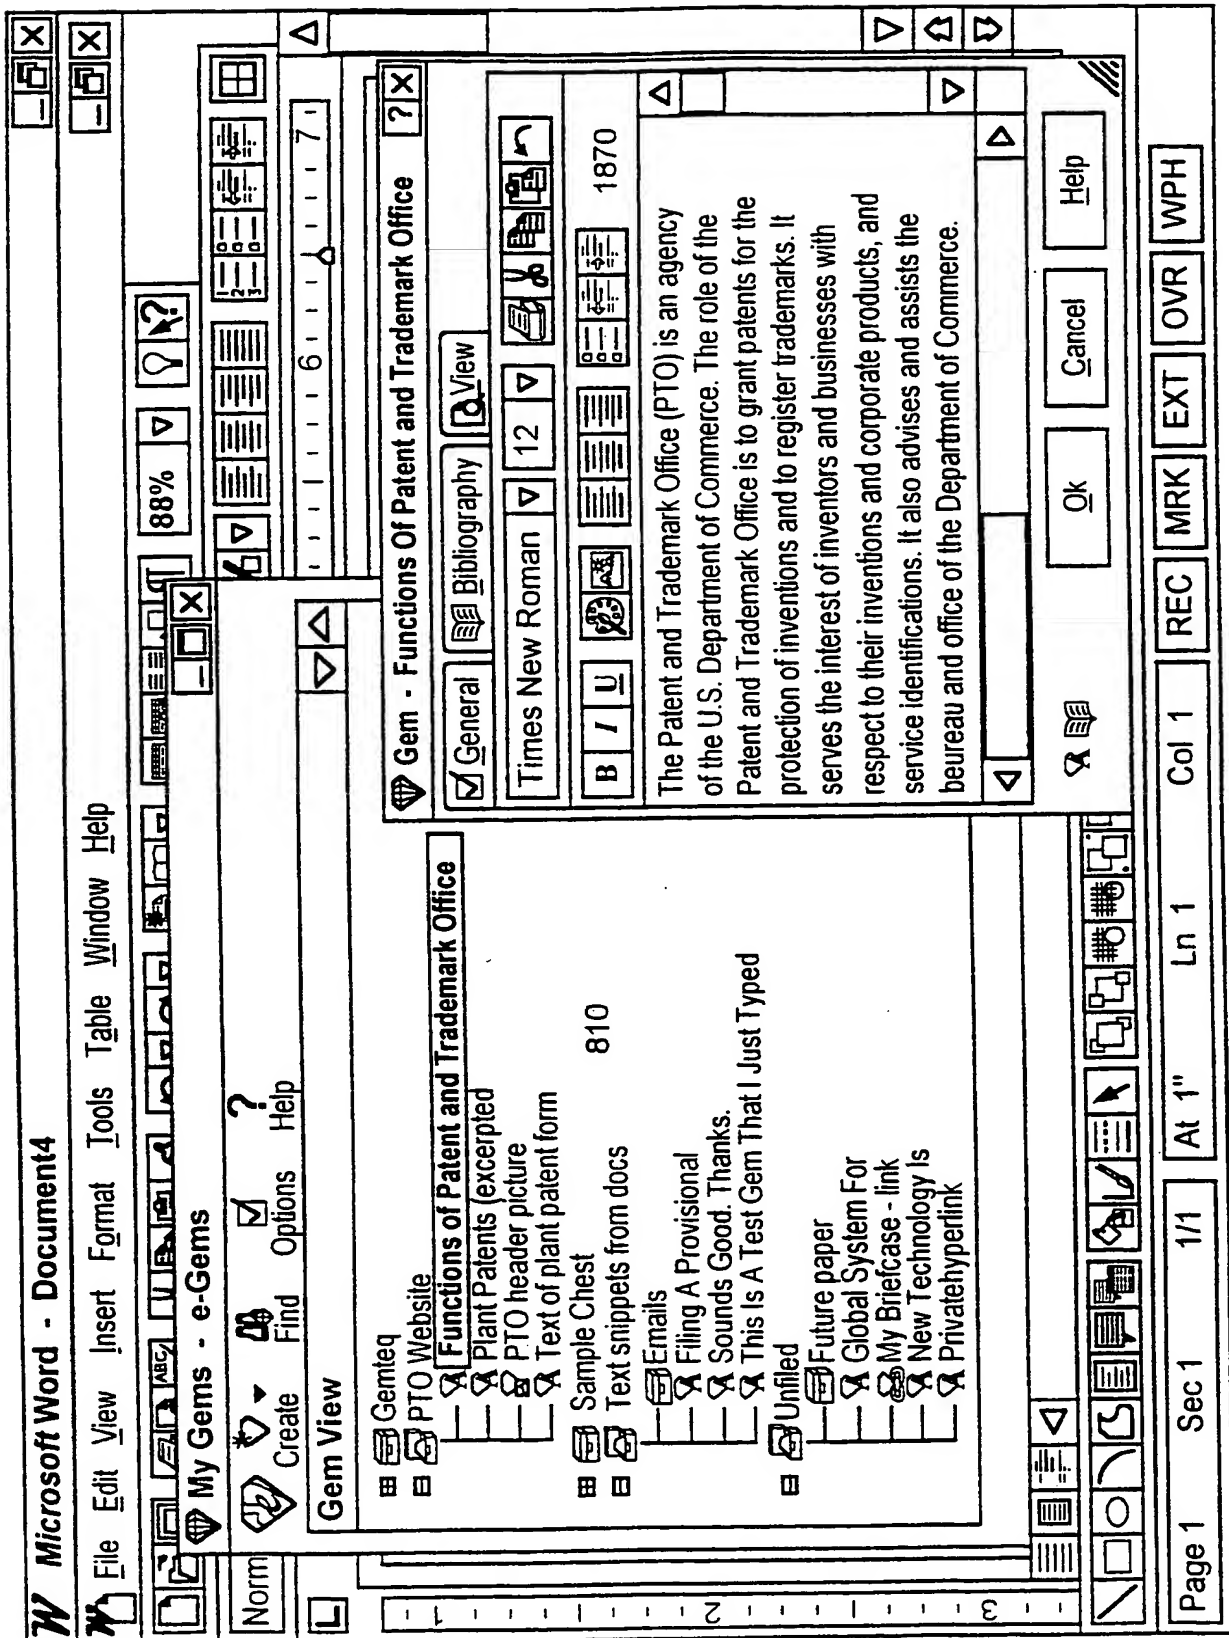 W Microsoft Word - Document4
File Edit View Insert Format Tools Table Window Help
ABC
88%
Norm
1 2 3
L
6
7
My Gems - e-Gems
Create Find Options Help
Gem View
Gemteq
PTO Website
Functions of Patent and Trademark Office
Plant Patents (excerpted
PTO header picture
Text of plant patent form
810
Sample Chest
Text snippets from docs
Emails
Filing A Provisional
Sounds Good. Thanks.
This Is A Test Gem That I Just Typed
Unfiled
Future paper
Global System For
My Briefcase - link
New Technology Is
Privatehyperlink
Gem - Functions Of Patent and Trademark Office
General Bibliography View
Times New Roman 12
B I U
1870
The Patent and Trademark Office (PTO) is an agency
of the U.S. Department of Commerce. The role of the
Patent and Trademark Office is to grant patents for the
protection of inventions and to register trademarks. It
serves the interest of inventors and businesses with
respect to their inventions and corporate products, and
service identifications. It also advises and assists the
beureau and office of the Department of Commerce.
Ok Cancel Help
1
2
3
Page 1 Sec 1 1/1 At 1" Ln 1 Col 1 REC MRK EXT OVR WPH